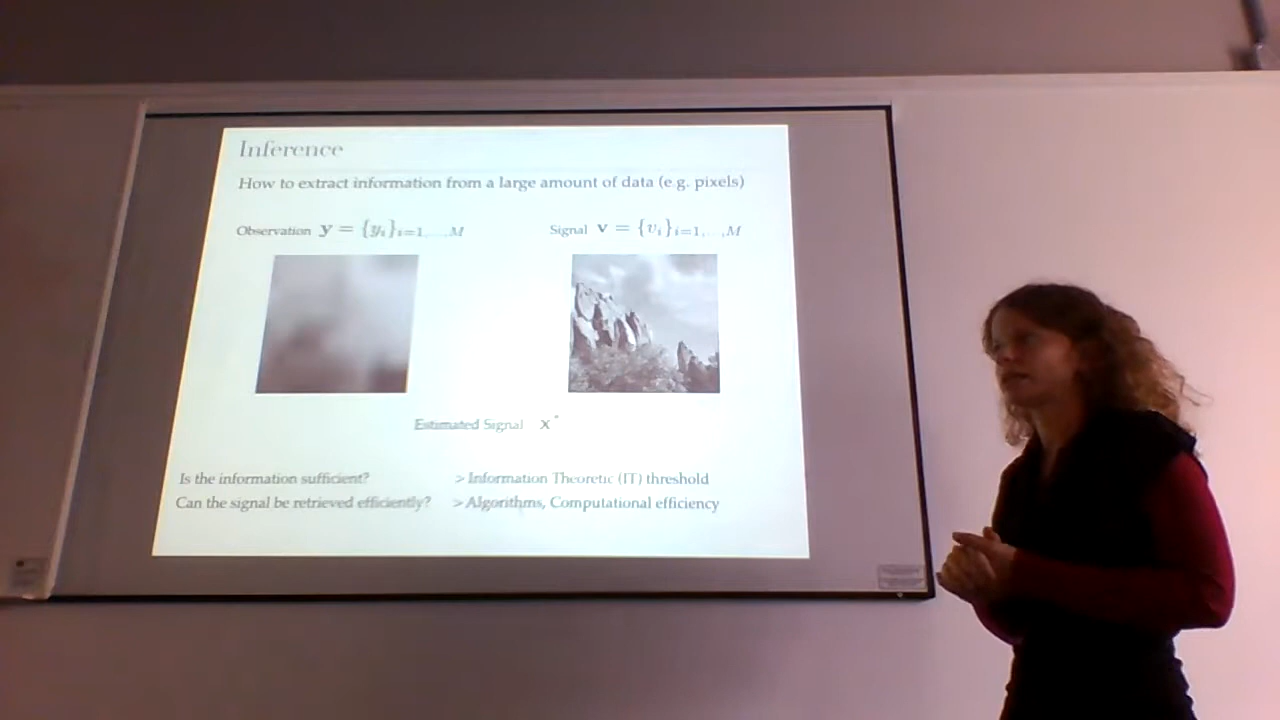 Inference
How to extract information from a large amount of data (e.g. pixels)
Observation y = {y_i}_{i=1,...,M}
Signal v = {v_i}_{i=1,...,M}
Estimated Signal x*
Is the information sufficient? > Information Theoretic (IT) threshold
Can the signal be retrieved efficiently? > Algorithms, Computational efficiency